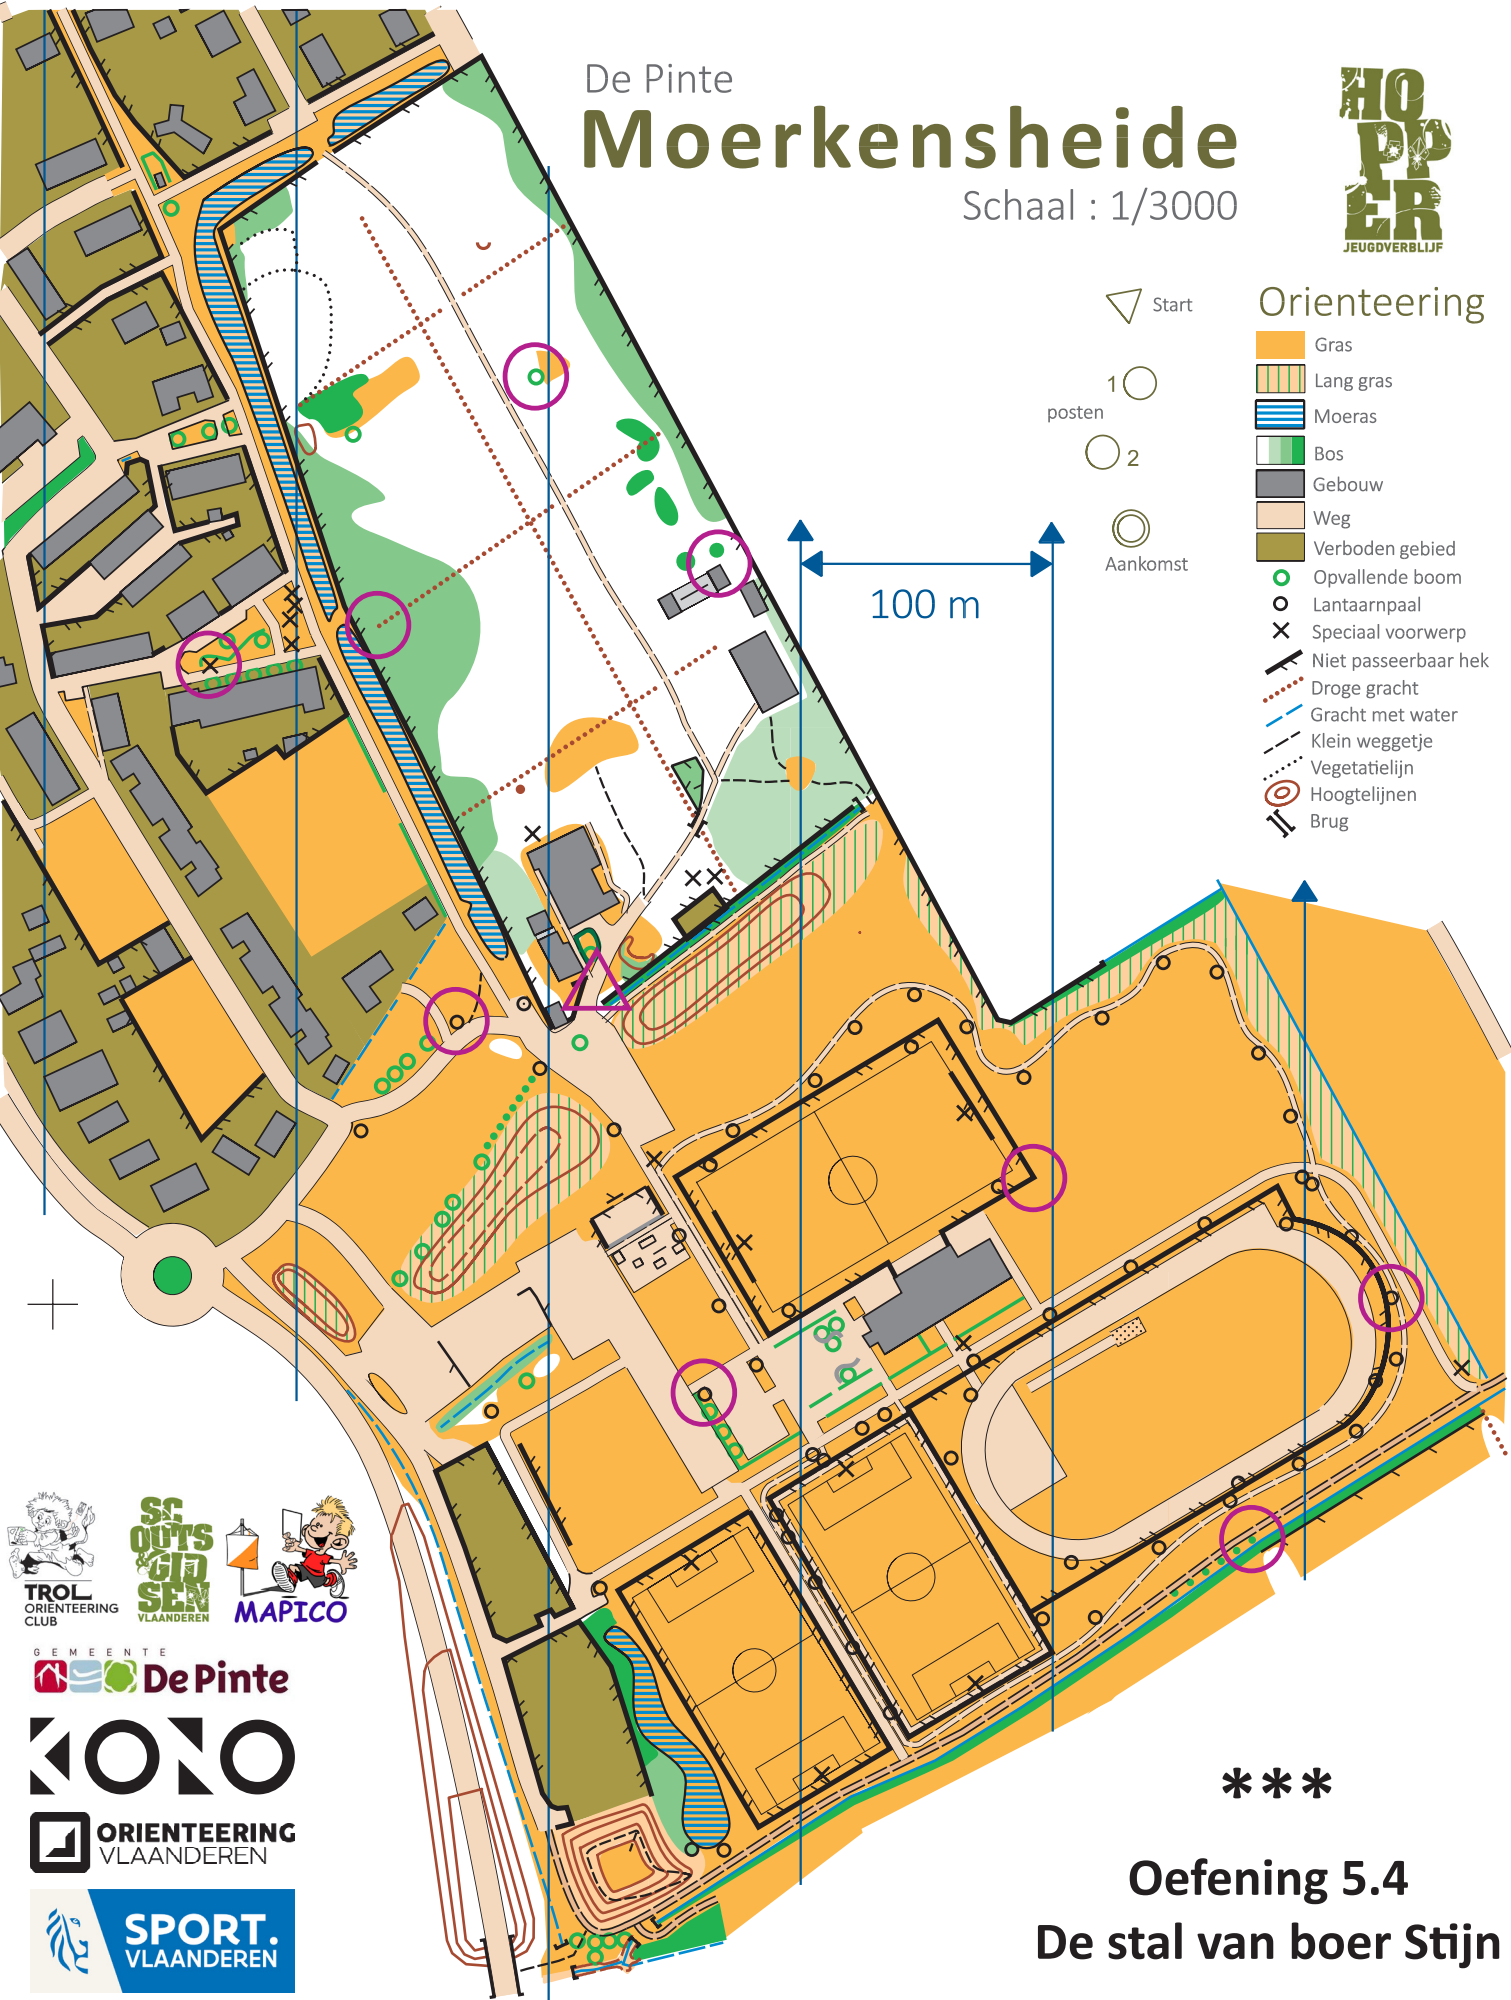 De Pinte
Moerkensheide
Schaal : 1/3000
HOPPER
JEUGDVERBLIJF
Start
1
posten
2
Aankomst
Orienteering
Gras
Lang gras
Moeras
Bos
Gebouw
Weg
Verboden gebied
Opvallende boom
Lantaarnpaal
Speciaal voorwerp
Niet passeerbaar hek
Droge gracht
Gracht met water
Klein weggetje
Vegetatielijn
Hoogtelijnen
Brug
100 m
TROL
ORIENTEERING
CLUB
SCOUTS
& GIDSEN
VLAANDEREN
MAPICO
GEMEENTE
De Pinte
KONO
ORIENTEERING
VLAANDEREN
SPORT.
VLAANDEREN
***
Oefening 5.4
De stal van boer Stijn